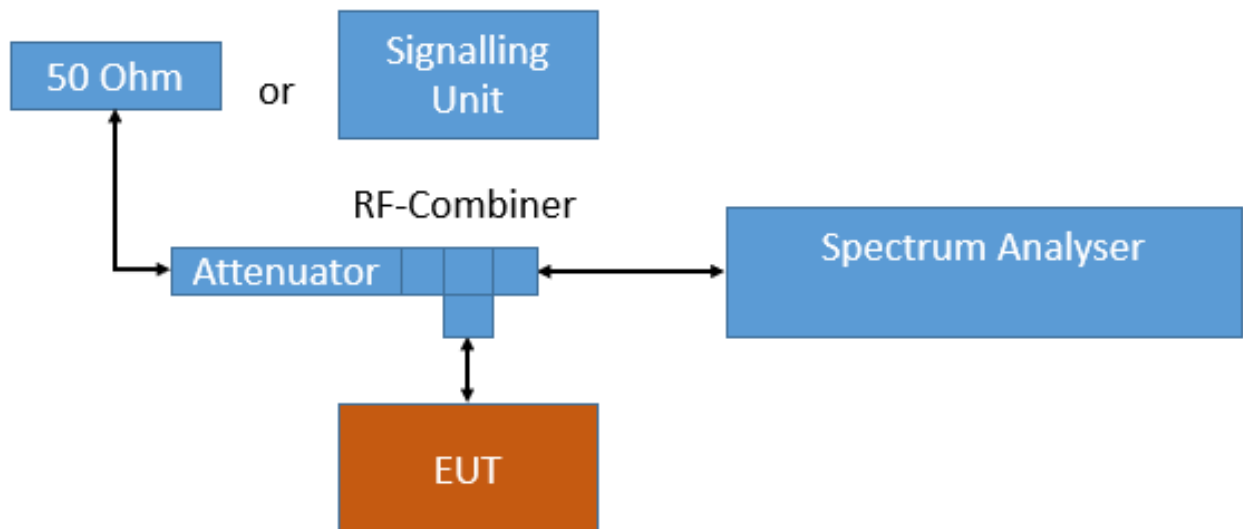 50 Ohm
or
Signalling
Unit
RF-Combiner
Attenuator
Spectrum Analyser
EUT